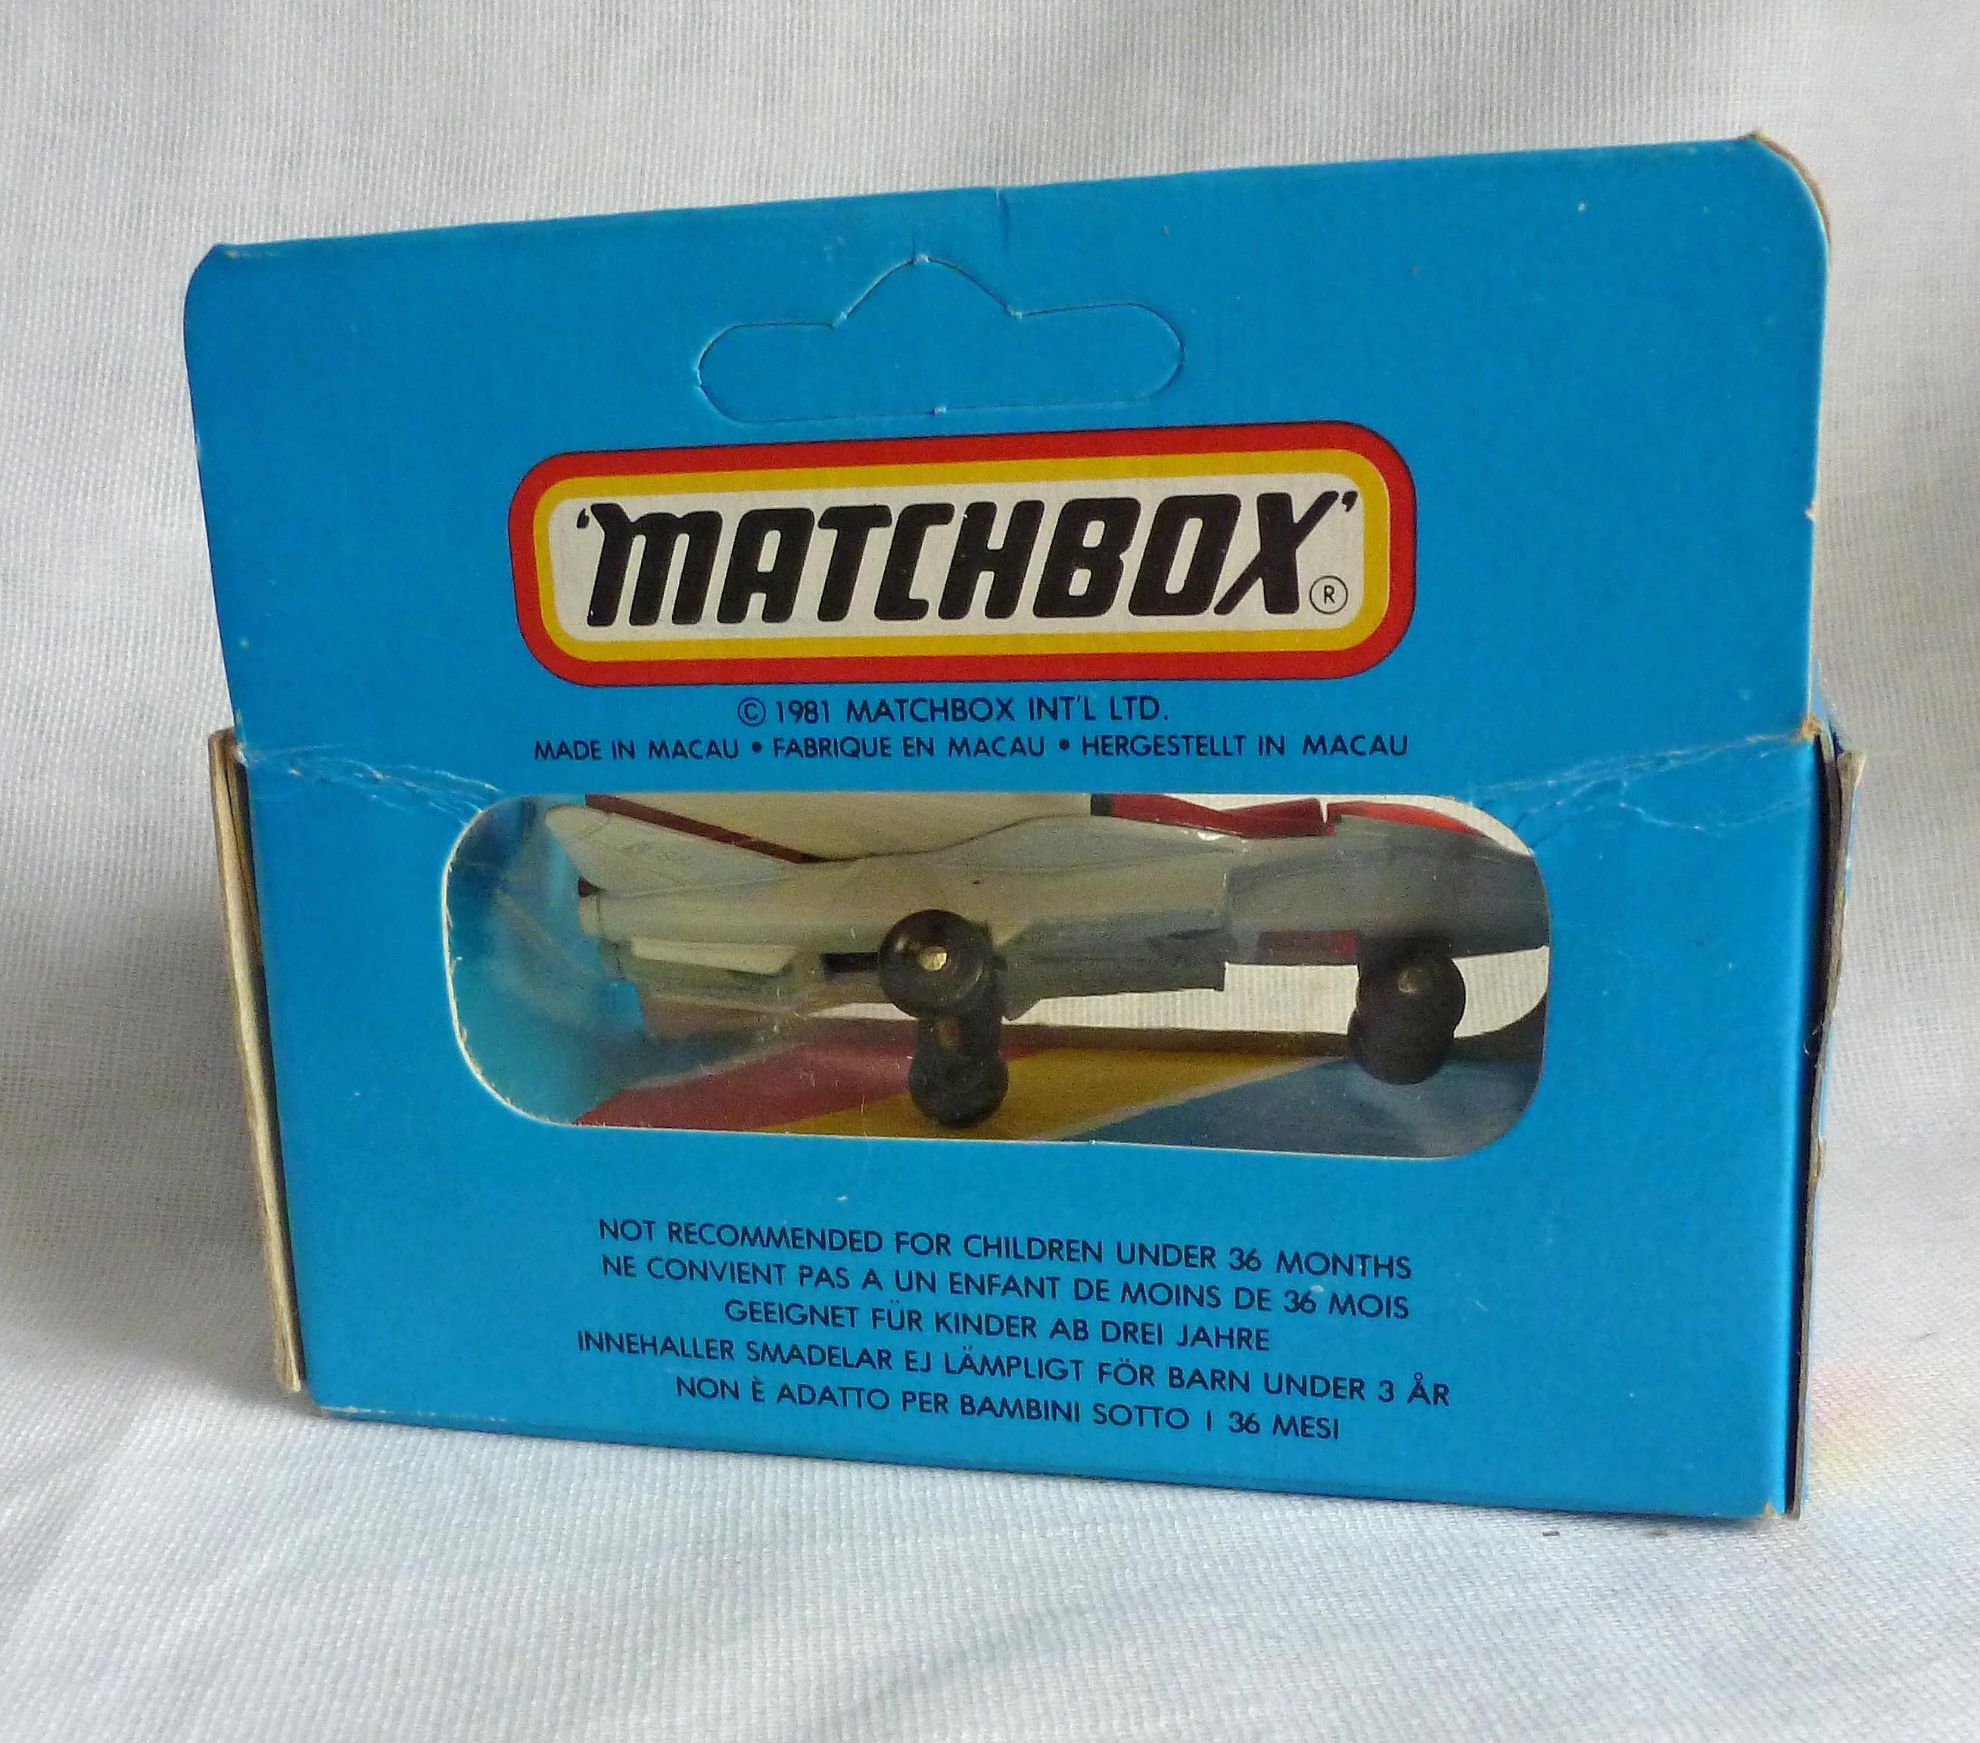 'MATCHBOX'®
© 1981 MATCHBOX INT'L LTD.
MADE IN MACAU • FABRIQUE EN MACAU • HERGESTELLT IN MACAU
NOT RECOMMENDED FOR CHILDREN UNDER 36 MONTHS
NE CONVIENT PAS A UN ENFANT DE MOINS DE 36 MOIS
GEEIGNET FÜR KINDER AB DREI JAHRE
INNEHALLER SMADELAR EJ LÄMPLIGT FÖR BARN UNDER 3 ÅR
NON È ADATTO PER BAMBINI SOTTO I 36 MESI